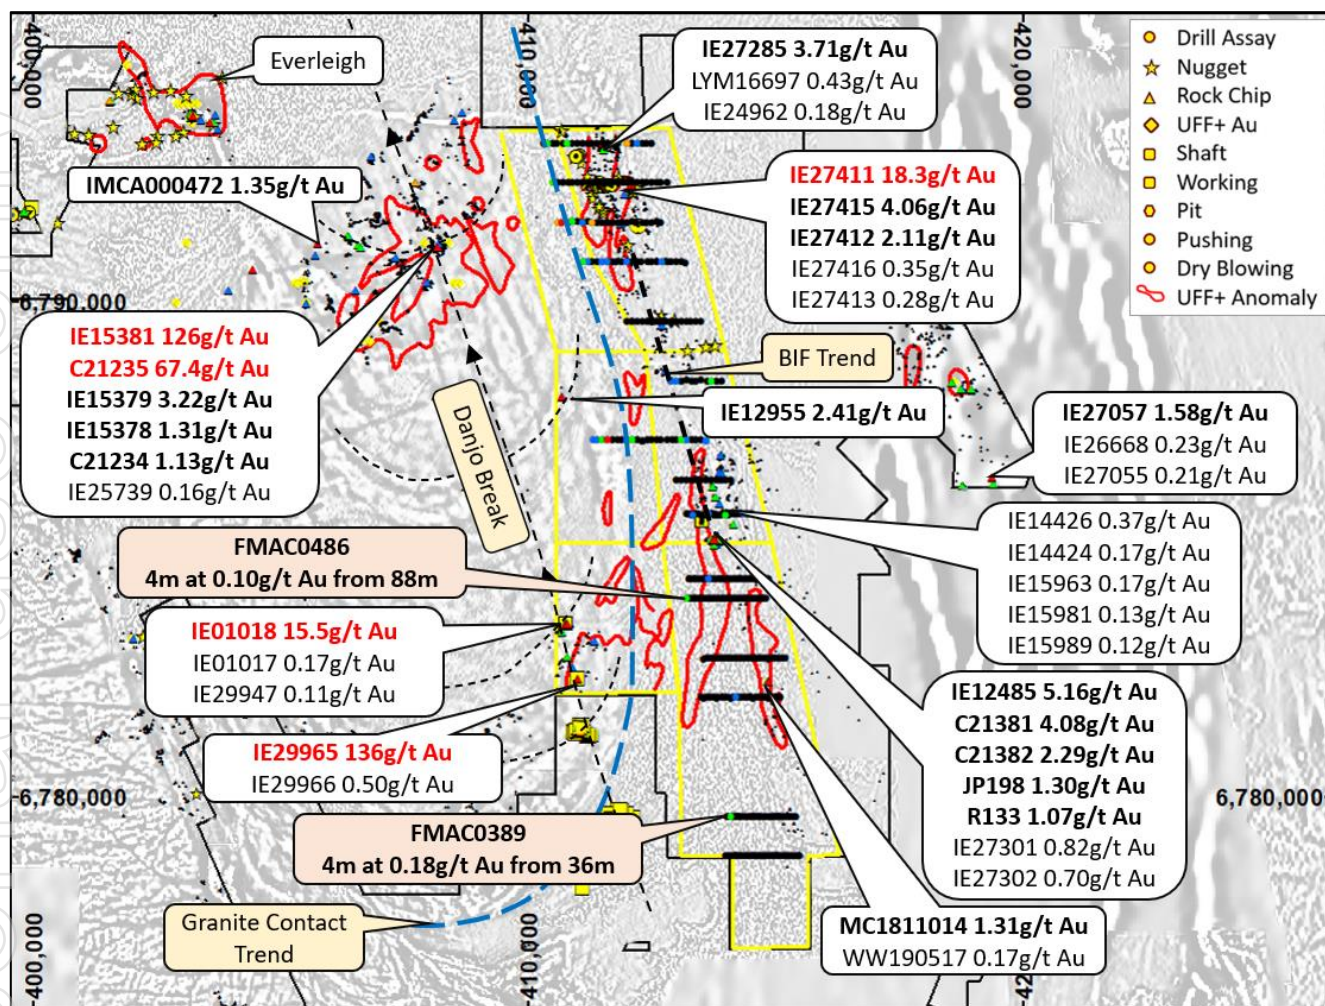 400,000
410,000
420,000
Everleigh
IE27285 3.71g/t Au
LYM16697 0.43g/t Au
IE24962 0.18g/t Au
Drill Assay
Nugget
Rock Chip
UFF+ Au
Shaft
Working
Pit
Pushing
Dry Blowing
UFF+ Anomaly
IMCA000472 1.35g/t Au
IE27411 18.3g/t Au
IE27415 4.06g/t Au
IE27412 2.11g/t Au
IE27416 0.35g/t Au
IE27413 0.28g/t Au
6,790,000
IE15381 126g/t Au
C21235 67.4g/t Au
IE15379 3.22g/t Au
IE15378 1.31g/t Au
C21234 1.13g/t Au
IE25739 0.16g/t Au
BIF Trend
Danjo Break
IE12955 2.41g/t Au
IE27057 1.58g/t Au
IE26668 0.23g/t Au
IE27055 0.21g/t Au
IE14426 0.37g/t Au
IE14424 0.17g/t Au
IE15963 0.17g/t Au
IE15981 0.13g/t Au
IE15989 0.12g/t Au
FMAC0486
4m at 0.10g/t Au from 88m
IE01018 15.5g/t Au
IE01017 0.17g/t Au
IE29947 0.11g/t Au
IE29965 136g/t Au
IE29966 0.50g/t Au
IE12485 5.16g/t Au
C21381 4.08g/t Au
C21382 2.29g/t Au
JP198 1.30g/t Au
R133 1.07g/t Au
IE27301 0.82g/t Au
IE27302 0.70g/t Au
6,780,000
6,780,000
FMAC0389
4m at 0.18g/t Au from 36m
Granite Contact
Trend
MC1811014 1.31g/t Au
WW190517 0.17g/t Au
400,000
410,000